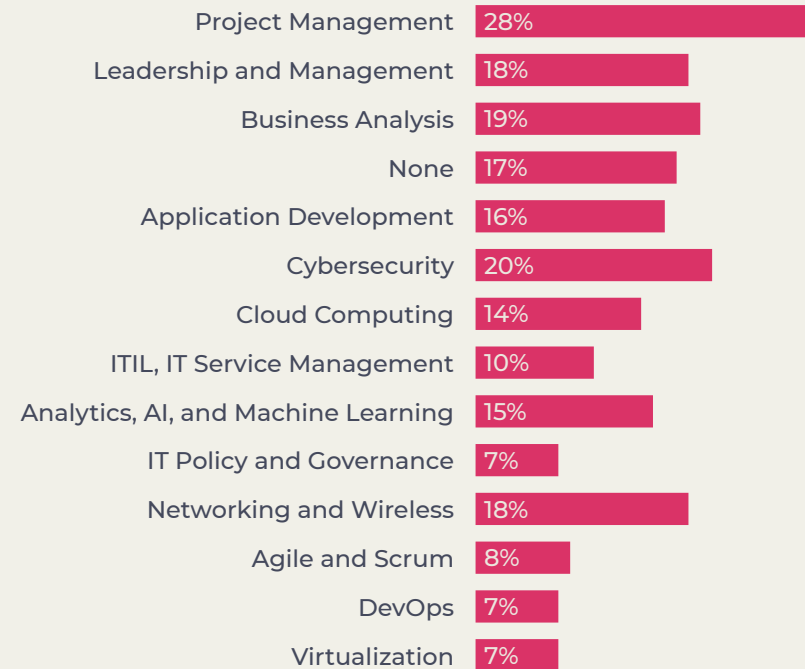 Project Management 28%
Leadership and Management 18%
Business Analysis 19%
None 17%
Application Development 16%
Cybersecurity 20%
Cloud Computing 14%
ITIL, IT Service Management 10%
Analytics, AI, and Machine Learning 15%
IT Policy and Governance 7%
Networking and Wireless 18%
Agile and Scrum 8%
DevOps 7%
Virtualization 7%